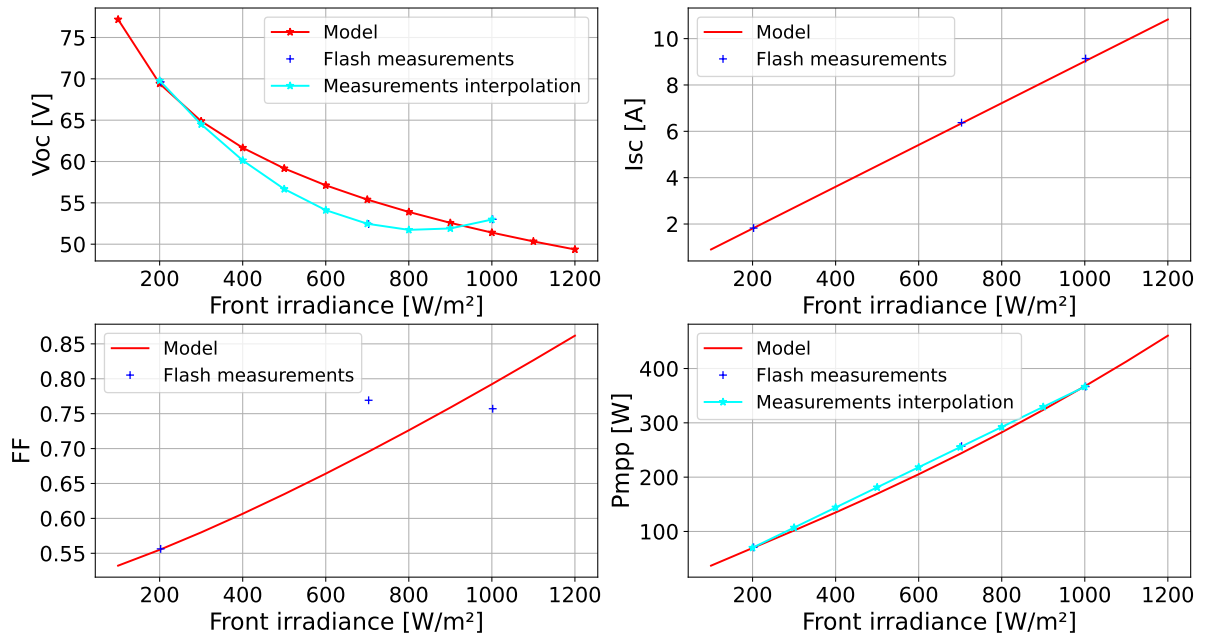 Voc [V]
75
70
65
60
55
50
Model
Flash measurements
Measurements interpolation
200 400 600 800 1000 1200
Front irradiance [W/m²]
Isc [A]
10
8
6
4
2
Model
Flash measurements
200 400 600 800 1000 1200
Front irradiance [W/m²]
FF
0.85
0.80
0.75
0.70
0.65
0.60
0.55
Model
Flash measurements
200 400 600 800 1000 1200
Front irradiance [W/m²]
Pmpp [W]
400
300
200
100
Model
Flash measurements
Measurements interpolation
200 400 600 800 1000 1200
Front irradiance [W/m²]